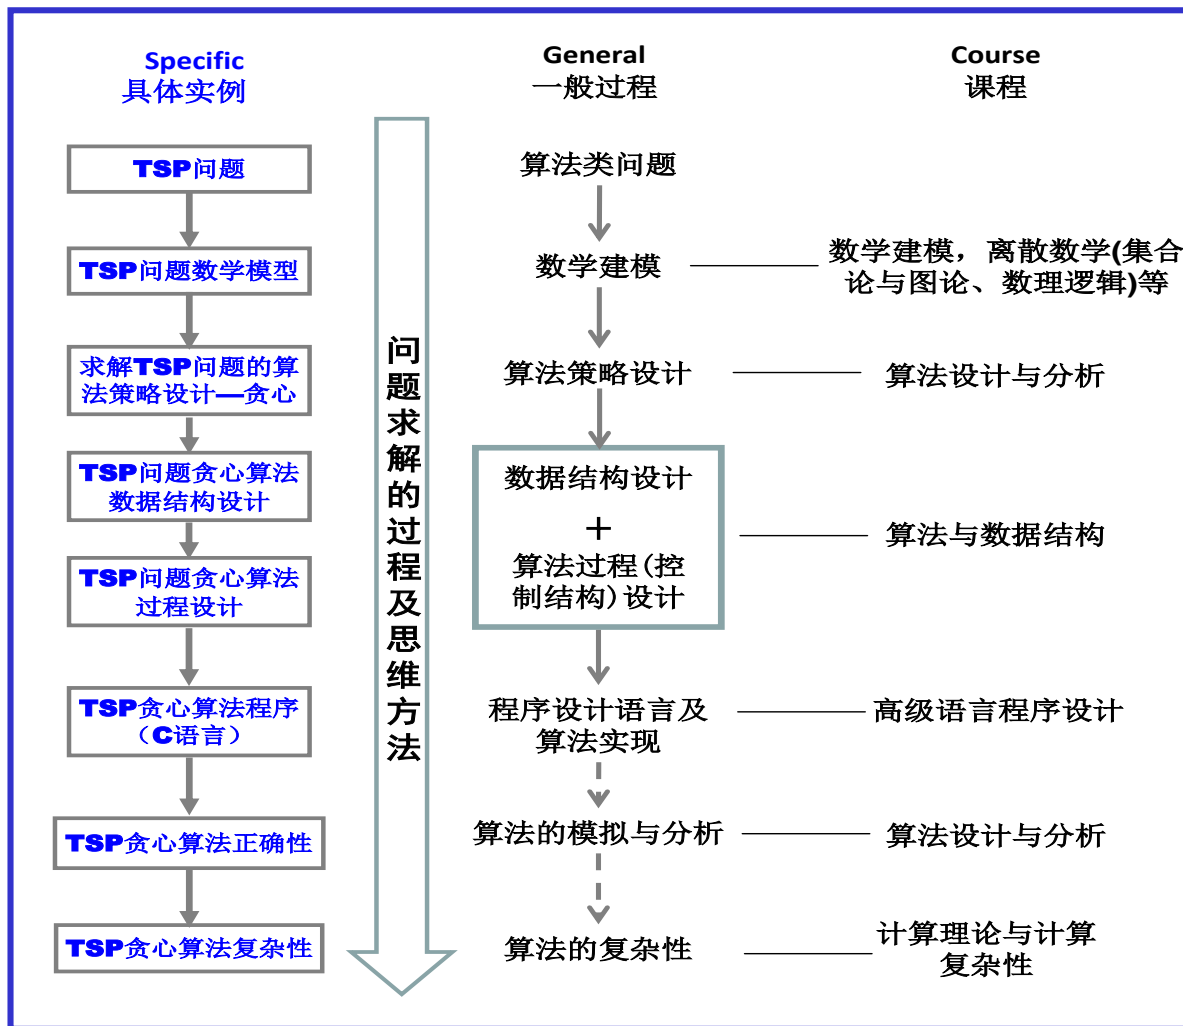 Specific
具体实例
TSP问题
TSP问题数学模型
求解TSP问题的算
法策略设计—贪心
TSP问题贪心算法
数据结构设计
TSP问题贪心算法
过程设计
TSP贪心算法程序
（C语言）
TSP贪心算法正确性
TSP贪心算法复杂性
问题求解的过程及思维方法
General
一般过程
算法类问题
数学建模
算法策略设计
数据结构设计
+
算法过程(控
制结构)设计
程序设计语言及
算法实现
算法的模拟与分析
算法的复杂性
Course
课程
数学建模，离散数学(集合
论与图论、数理逻辑)等
算法设计与分析
算法与数据结构
高级语言程序设计
算法设计与分析
计算理论与计算
复杂性